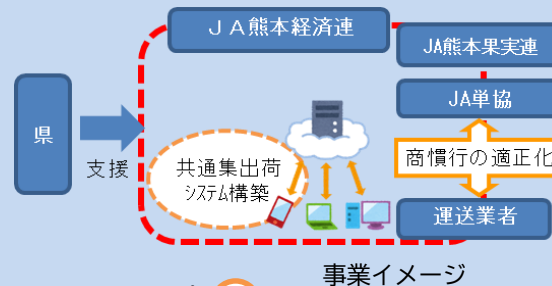 JA熊本経済連
JA熊本果実連
JA単協
県
支援
共通集出荷
システム構築
商慣行の適正化
運送業者
事業イメージ